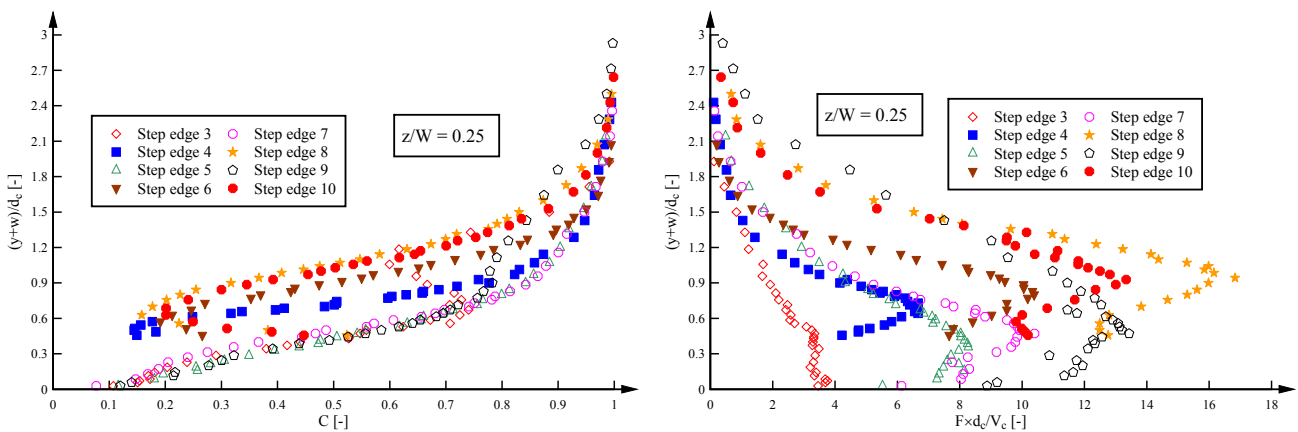 3
2.7
2.4
2.1
1.8
1.5
1.2
0.9
0.6
0.3
0
(y+w)/d_c [-]
z/W = 0.25
Step edge 3 Step edge 7
Step edge 4 Step edge 8
Step edge 5 Step edge 9
Step edge 6 Step edge 10
0 0.1 0.2 0.3 0.4 0.5 0.6 0.7 0.8 0.9 1
C [-]
3
2.7
2.4
2.1
1.8
1.5
1.2
0.9
0.6
0.3
0
(y+w)/d_c [-]
z/W = 0.25
Step edge 3 Step edge 7
Step edge 4 Step edge 8
Step edge 5 Step edge 9
Step edge 6 Step edge 10
0 2 4 6 8 10 12 14 16 18
F×d_c/V_c [-]